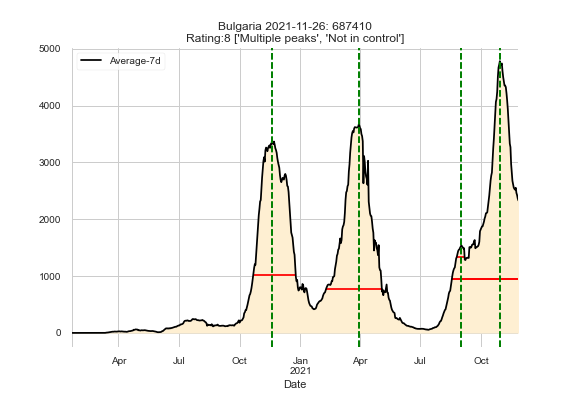 Bulgaria 2021-11-26: 687410
Rating:8 ['Multiple peaks', 'Not in control']
Average-7d
5000
4000
3000
2000
1000
0
Apr Jul Oct Jan Apr Jul Oct
2021
Date